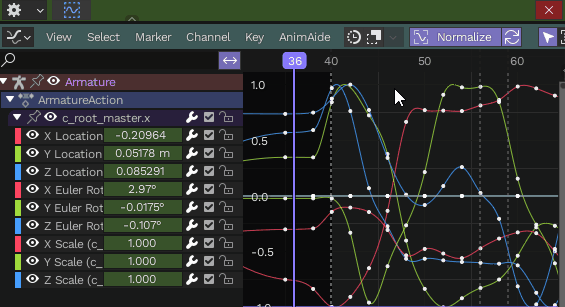 View Select Marker Channel Key AnimAide Normalize
36 40 50 60
Armature
ArmatureAction
c_root_master.x
X Location -0.20964
Y Location 0.05178 m
Z Location 0.085291
X Euler Rot 2.97°
Y Euler Rot -0.0175°
Z Euler Rot -0.107°
X Scale (c_ 1.000
Y Scale (c_ 1.000
Z Scale (c_ 1.000
1.0
0.5
0.0
-0.5
-1.0